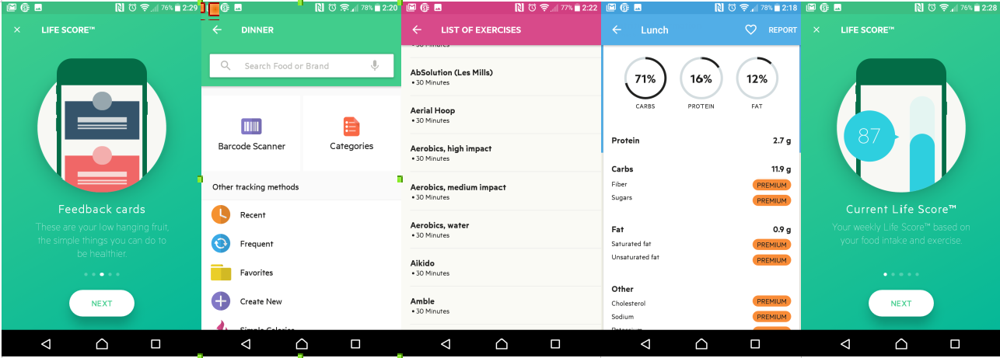 76% 2:29
LIFE SCORE™
Feedback cards
These are your low hanging fruit,
the simple things you can do to
be healthier.
NEXT
78% 2:20
DINNER
Search Food or Brand
Barcode Scanner
Categories
Other tracking methods
Recent
Frequent
Favorites
Create New
Simple Calories
77% 2:22
LIST OF EXERCISES
• 30 Minutes
AbSolution (Les Mills)
• 30 Minutes
Aerial Hoop
• 30 Minutes
Aerobics, high impact
• 30 Minutes
Aerobics, medium impact
• 30 Minutes
Aerobics, water
• 30 Minutes
Aikido
• 30 Minutes
Amble
• 30 Minutes
78% 2:18
Lunch
REPORT
71% 16% 12%
CARBS PROTEIN FAT
Protein 2.7 g
Carbs 11.9 g
Fiber PREMIUM
Sugars PREMIUM
Fat 0.9 g
Saturated fat PREMIUM
Unsaturated fat PREMIUM
Other
Cholesterol PREMIUM
Sodium PREMIUM
Potassium
76% 2:28
LIFE SCORE™
87
Current Life Score™
Your weekly Life Score™ based on
your food intake and exercise.
NEXT